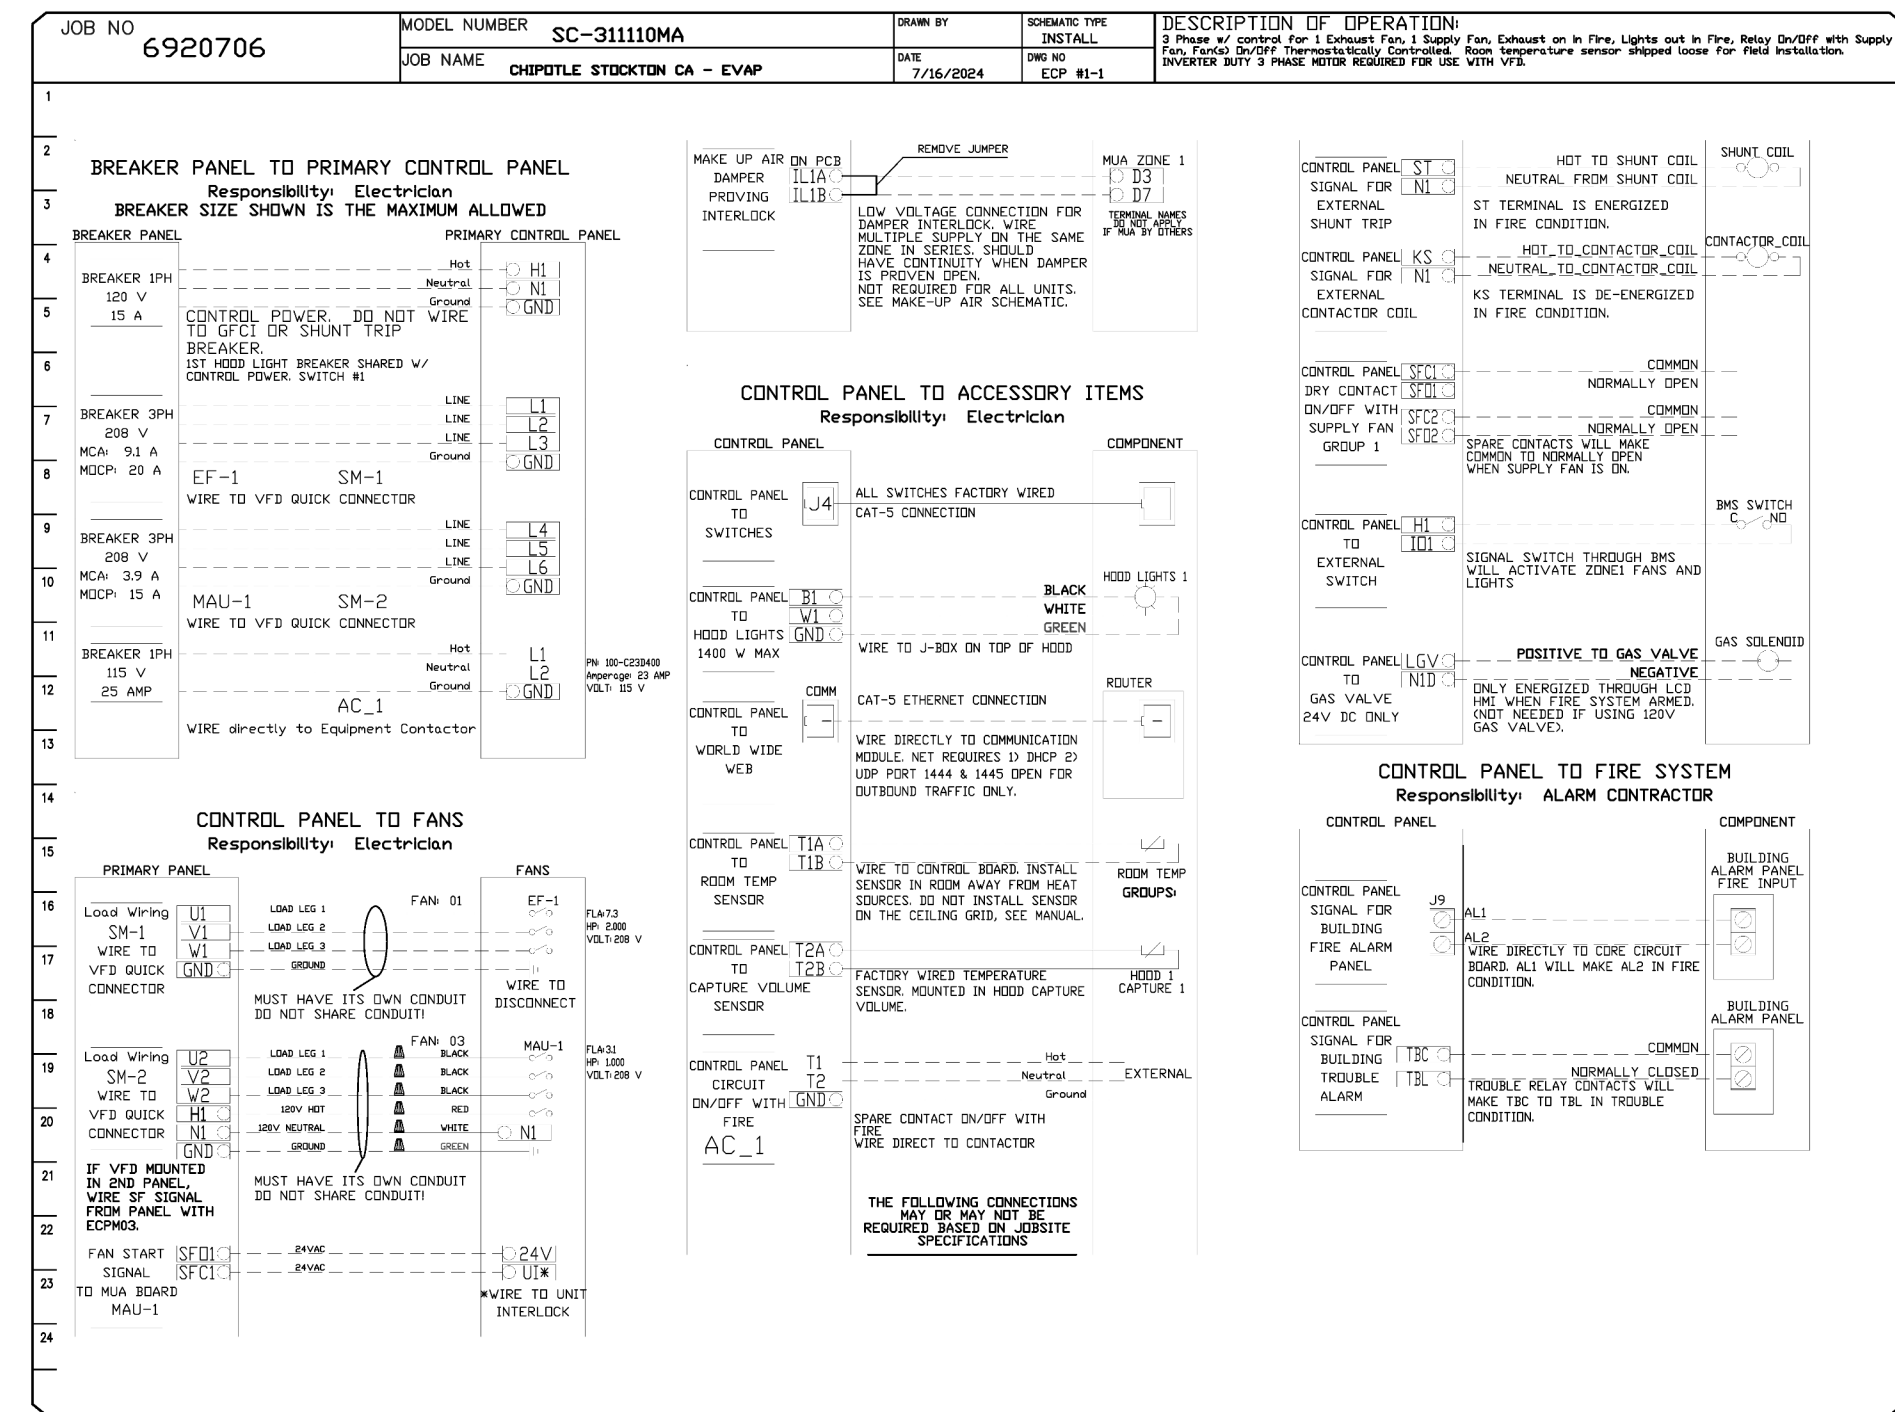 JOB NO
6920706
MODEL NUMBER
SC-311110MA
JOB NAME
CHIPOTLE STOCKTON CA - EVAP
DRAWN BY
DATE
7/16/2024
SCHEMATIC TYPE
INSTALL
DWG NO
ECP #1-1
DESCRIPTION OF OPERATION:
3 Phase w/ control for 1 Exhaust Fan, 1 Supply Fan, Exhaust on in Fire, Lights out in Fire, Relay On/Off with Supply
Fan, Fan(s) On/Off Thermostatically Controlled. Room temperature sensor shipped loose for field installation.
INVERTER DUTY 3 PHASE MOTOR REQUIRED FOR USE WITH VFD.
1
2
3
4
5
6
7
8
9
10
11
12
13
14
15
16
17
18
19
20
21
22
23
24
BREAKER PANEL TO PRIMARY CONTROL PANEL
Responsibility: Electrician
BREAKER SIZE SHOWN IS THE MAXIMUM ALLOWED
BREAKER PANEL
PRIMARY CONTROL PANEL
BREAKER 1PH
120 V
15 A
Hot
H1
Neutral
N1
Ground
GND
CONTROL POWER. DO NOT WIRE
TO GFCI OR SHUNT TRIP
BREAKER.
1ST HOOD LIGHT BREAKER SHARED W/
CONTROL POWER. SWITCH #1
BREAKER 3PH
208 V
MCA: 9.1 A
MOCP: 20 A
LINE
L1
LINE
L2
LINE
L3
Ground
GND
EF-1 SM-1
WIRE TO VFD QUICK CONNECTOR
BREAKER 3PH
208 V
MCA: 3.9 A
MOCP: 15 A
LINE
L4
LINE
L5
LINE
L6
Ground
GND
MAU-1 SM-2
WIRE TO VFD QUICK CONNECTOR
BREAKER 1PH
115 V
25 AMP
Hot
L1
Neutral
L2
Ground
GND
PN: 100-C23D400
Amperage: 23 AMP
VOLT: 115 V
AC_1
WIRE directly to Equipment Contactor
CONTROL PANEL TO FANS
Responsibility: Electrician
PRIMARY PANEL
FANS
Load Wiring
SM-1
WIRE TO
VFD QUICK
CONNECTOR
U1
V1
W1
GND
LOAD LEG 1
LOAD LEG 2
LOAD LEG 3
GROUND
FAN: 01
EF-1
FLA:7.3
HP: 2.000
VOLT: 208 V
WIRE TO
DISCONNECT
MUST HAVE ITS OWN CONDUIT
DO NOT SHARE CONDUIT!
Load Wiring
SM-2
WIRE TO
VFD QUICK
CONNECTOR
U2
V2
W2
H1
N1
GND
LOAD LEG 1
LOAD LEG 2
LOAD LEG 3
120V HOT
120V NEUTRAL
GROUND
FAN: 03
BLACK
BLACK
BLACK
RED
WHITE
GREEN
MAU-1
N1
FLA:3.1
HP: 1.000
VOLT: 208 V
MUST HAVE ITS OWN CONDUIT
DO NOT SHARE CONDUIT!
IF VFD MOUNTED
IN 2ND PANEL,
WIRE SF SIGNAL
FROM PANEL WITH
ECPM03.
FAN START
SIGNAL
TO MUA BOARD
MAU-1
SFO1
SFC1
24VAC
24VAC
24V
UI*
*WIRE TO UNIT
INTERLOCK
MAKE UP AIR
DAMPER
PROVING
INTERLOCK
ON PCB
IL1A
IL1B
REMOVE JUMPER
MUA ZONE 1
D3
D7
TERMINAL NAMES
DO NOT APPLY
IF MUA BY OTHERS
LOW VOLTAGE CONNECTION FOR
DAMPER INTERLOCK. WIRE
MULTIPLE SUPPLY ON THE SAME
ZONE IN SERIES. SHOULD
HAVE CONTINUITY WHEN DAMPER
IS PROVEN OPEN.
NOT REQUIRED FOR ALL UNITS.
SEE MAKE-UP AIR SCHEMATIC.
CONTROL PANEL TO ACCESSORY ITEMS
Responsibility: Electrician
CONTROL PANEL
COMPONENT
CONTROL PANEL
TO
SWITCHES
J4
ALL SWITCHES FACTORY WIRED
CAT-5 CONNECTION
CONTROL PANEL
TO
HOOD LIGHTS
1400 W MAX
B1
W1
GND
BLACK
WHITE
GREEN
HOOD LIGHTS 1
WIRE TO J-BOX ON TOP OF HOOD
CONTROL PANEL
TO
WORLD WIDE
WEB
COMM
CAT-5 ETHERNET CONNECTION
ROUTER
WIRE DIRECTLY TO COMMUNICATION
MODULE. NET REQUIRES 1) DHCP 2)
UDP PORT 1444 & 1445 OPEN FOR
OUTBOUND TRAFFIC ONLY.
CONTROL PANEL
TO
ROOM TEMP
SENSOR
T1A
T1B
WIRE TO CONTROL BOARD. INSTALL
SENSOR IN ROOM AWAY FROM HEAT
SOURCES. DO NOT INSTALL SENSOR
ON THE CEILING GRID, SEE MANUAL.
ROOM TEMP
GROUPS:
CONTROL PANEL
TO
CAPTURE VOLUME
SENSOR
T2A
T2B
FACTORY WIRED TEMPERATURE
SENSOR. MOUNTED IN HOOD CAPTURE
VOLUME.
HOOD 1
CAPTURE 1
CONTROL PANEL
CIRCUIT
ON/OFF WITH
FIRE
AC_1
T1
T2
GND
Hot
Neutral
Ground
EXTERNAL
SPARE CONTACT ON/OFF WITH
FIRE
WIRE DIRECT TO CONTACTOR
THE FOLLOWING CONNECTIONS
MAY OR MAY NOT BE
REQUIRED BASED ON JOBSITE
SPECIFICATIONS
CONTROL PANEL
SIGNAL FOR
EXTERNAL
SHUNT TRIP
ST
N1
HOT TO SHUNT COIL
NEUTRAL FROM SHUNT COIL
SHUNT COIL
ST TERMINAL IS ENERGIZED
IN FIRE CONDITION.
CONTROL PANEL
SIGNAL FOR
EXTERNAL
CONTACTOR COIL
KS
N1
HOT_TO_CONTACTOR_COIL
NEUTRAL_TO_CONTACTOR_COIL
CONTACTOR_COIL
KS TERMINAL IS DE-ENERGIZED
IN FIRE CONDITION.
CONTROL PANEL
DRY CONTACT
ON/OFF WITH
SUPPLY FAN
GROUP 1
SFC1
SFO1
SFC2
SFO2
COMMON
NORMALLY OPEN
COMMON
NORMALLY OPEN
SPARE CONTACTS WILL MAKE
COMMON TO NORMALLY OPEN
WHEN SUPPLY FAN IS ON.
CONTROL PANEL
TO
EXTERNAL
SWITCH
H1
IO1
BMS SWITCH
C NO
SIGNAL SWITCH THROUGH BMS
WILL ACTIVATE ZONE1 FANS AND
LIGHTS
CONTROL PANEL
TO
GAS VALVE
24V DC ONLY
LGV
N1D
POSITIVE TO GAS VALVE
NEGATIVE
GAS SOLENOID
ONLY ENERGIZED THROUGH LCD
HMI WHEN FIRE SYSTEM ARMED.
(NOT NEEDED IF USING 120V
GAS VALVE).
CONTROL PANEL TO FIRE SYSTEM
Responsibility: ALARM CONTRACTOR
CONTROL PANEL
COMPONENT
CONTROL PANEL
SIGNAL FOR
BUILDING
FIRE ALARM
PANEL
J9
AL1
AL2
BUILDING
ALARM PANEL
FIRE INPUT
WIRE DIRECTLY TO CORE CIRCUIT
BOARD. AL1 WILL MAKE AL2 IN FIRE
CONDITION.
CONTROL PANEL
SIGNAL FOR
BUILDING
TROUBLE
ALARM
TBC
TBL
COMMON
NORMALLY CLOSED
BUILDING
ALARM PANEL
TROUBLE RELAY CONTACTS WILL
MAKE TBC TO TBL IN TROUBLE
CONDITION.